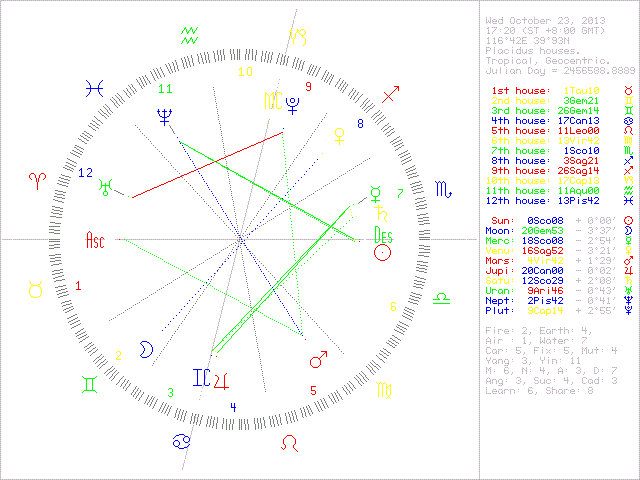 10
11
9
MC
8
12
7
Asc
Des
1
6
2
IC
3
5
4
Wed October 23, 2013
17:20 (ST +8:00 GMT)
116°42E 39°93N
Placidus houses.
Tropical, Geocentric.
Julian Day = 2456588.8889
1st house: 1Tau10
2nd house: 3Gem21
3rd house: 26Gem14
4th house: 17Can13
5th house: 11Leo00
6th house: 13Vir42
7th house: 1Sco10
8th house: 3Sag21
9th house: 26Sag14
10th house: 17Cap13
11th house: 11Aqu00
12th house: 13Pis42
Sun: 0Sco08 + 0°00'
Moon: 20Gem53 - 3°37'
Merc: 18Sco08 - 2°54'
Venu: 16Sag52 - 3°21'
Mars: + 1°29'
Jupi: 20Can00 - 0°02'
Satu: 12Sco29 + 2°08'
Uran: 9Ari46 - 0°43'
Nept: 2Pis42 - 0°41'
Plut: 9Cap14 + 2°55'
Fire: 2, Earth: 4,
Air : 1, Water: 7
Car: 5, Fix: 5, Mut: 4
Yang: 3, Yin: 11
M: 6, N: 4, A: 3, D: 7
Ang: 3, Suc: 4, Cad: 3
Learn: 6, Share: 8